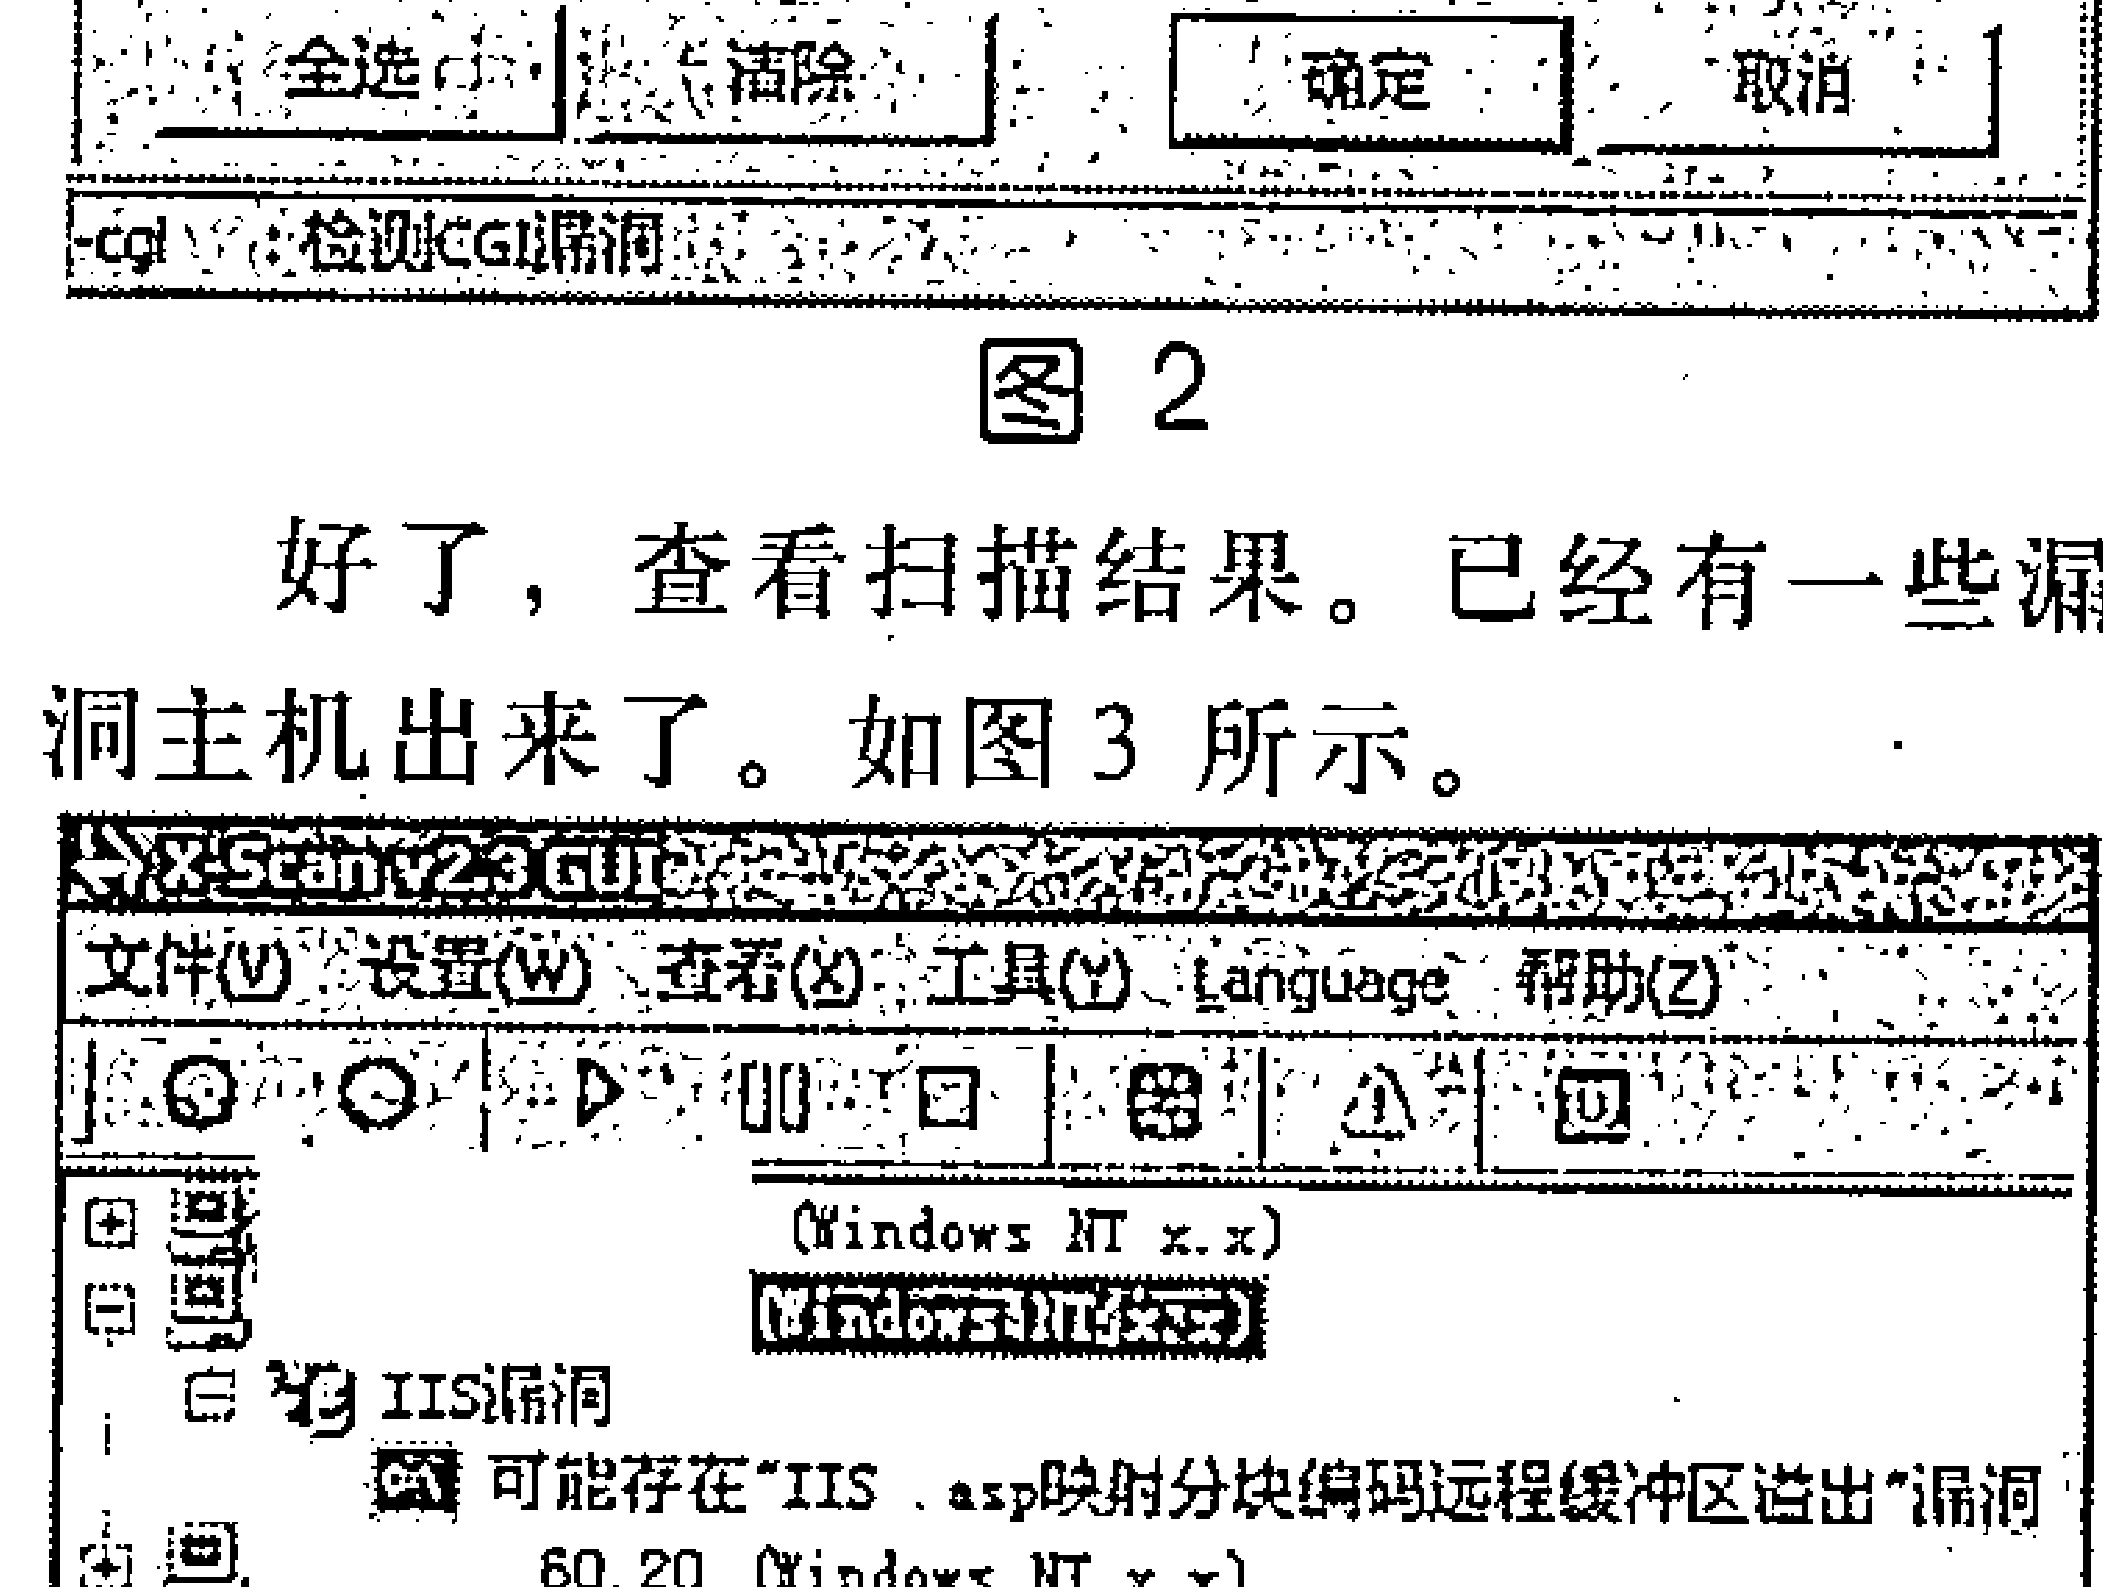 全选 清除 确定 取消
-cgi : 检测CGI漏洞
图 2
好了，查看扫描结果。已经有一些漏
洞主机出来了。如图 3 所示。
X-Scan v2.3 GUI
文件(V) 设置(W) 查看(X) 工具(Y) Language 帮助(Z)
(Windows NT x.x)
(Windows NT x.x)
IIS漏洞
可能存在"IIS .asp映射分块编码远程缓冲区溢出"漏洞
60.20 (Windows NT x.x)